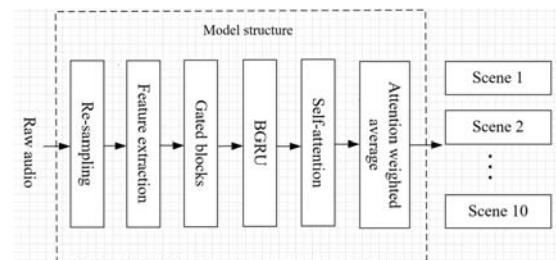 Model structure
Raw audio
Re-sampling
Feature extraction
Gated blocks
BGRU
Self-attention
Attention weighted
average
Scene 1
Scene 2
Scene 10